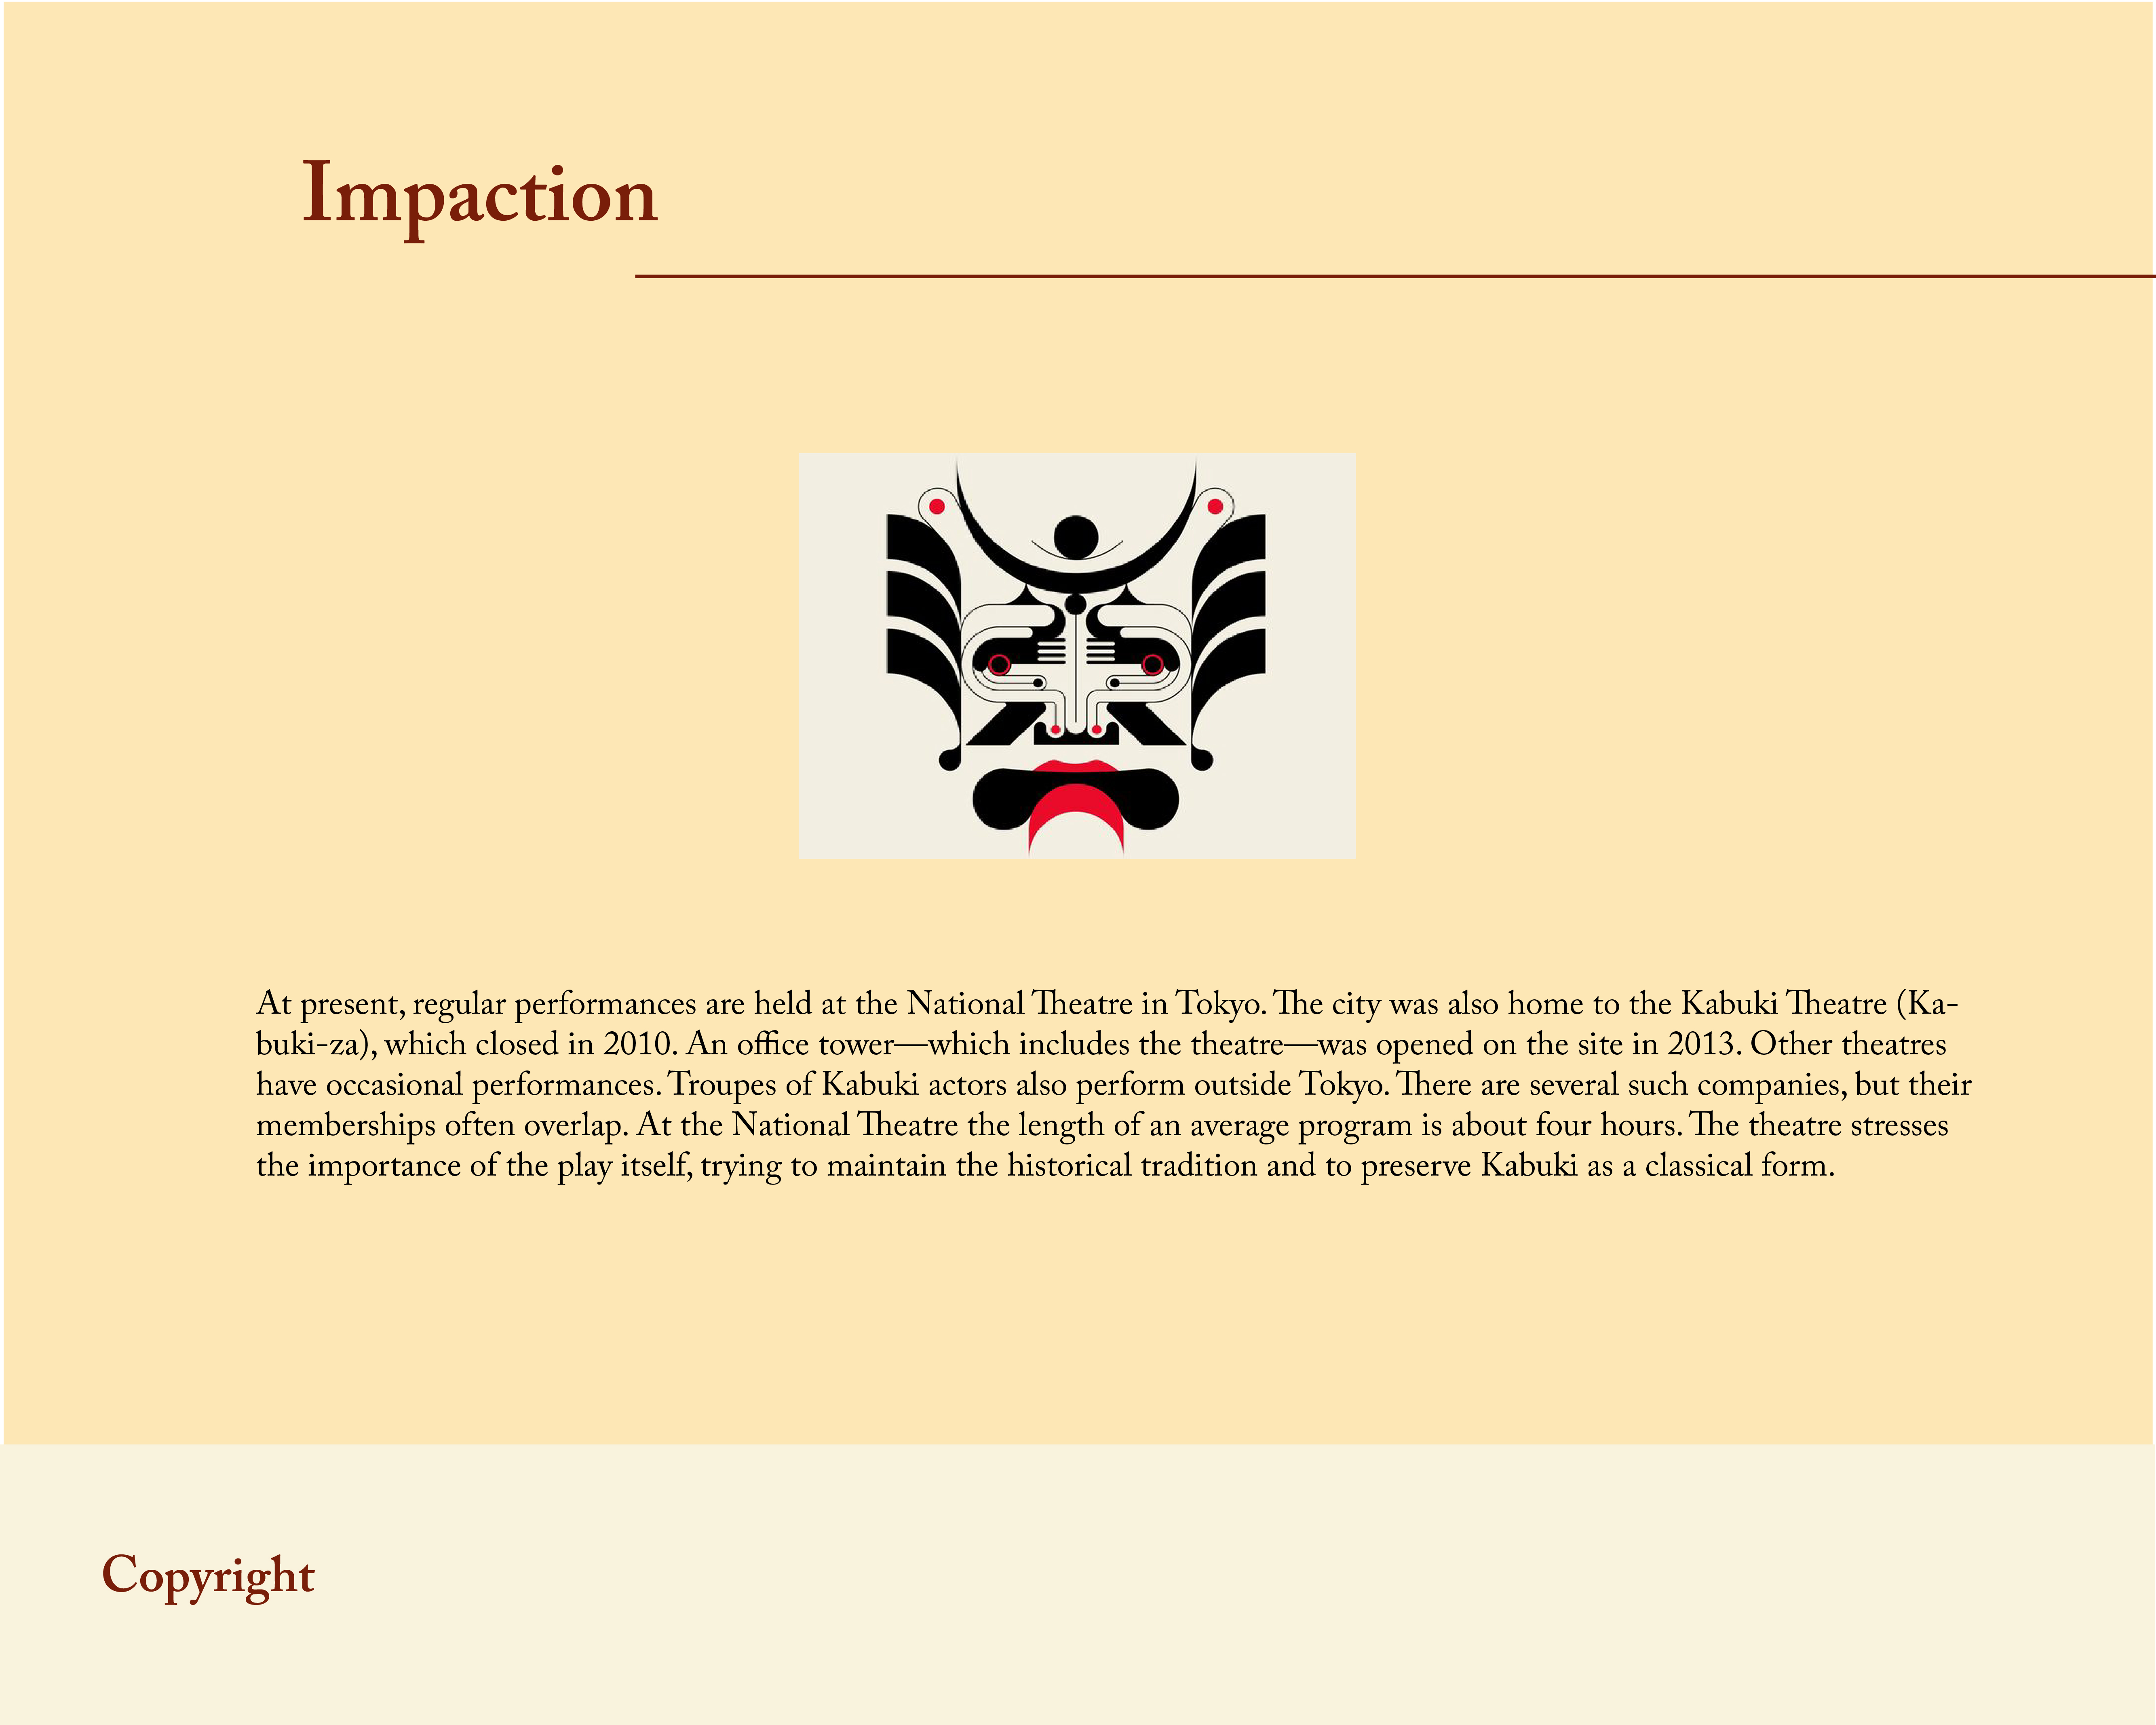 Impaction
At present, regular performances are held at the National Theatre in Tokyo. The city was also home to the Kabuki Theatre (Ka-
buki-za), which closed in 2010. An office tower—which includes the theatre—was opened on the site in 2013. Other theatres
have occasional performances. Troupes of Kabuki actors also perform outside Tokyo. There are several such companies, but their
memberships often overlap. At the National Theatre the length of an average program is about four hours. The theatre stresses
the importance of the play itself, trying to maintain the historical tradition and to preserve Kabuki as a classical form.
Copyright